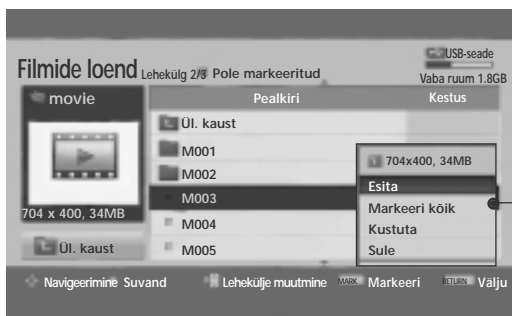 USB-seade
Filmide loend Lehekülg 2/3 Pole markeeritud
Vaba ruum 1.8GB
movie
Pealkiri
Kestus
Ül. kaust
M001
M002
M003
M004
M005
704 x 400, 34MB
Ül. kaust
704x400, 34MB
Esita
Markeeri kõik
Kustuta
Sule
Navigeerimine Suvand Lehekülje muutmine MARK Markeeri RETURN Välju